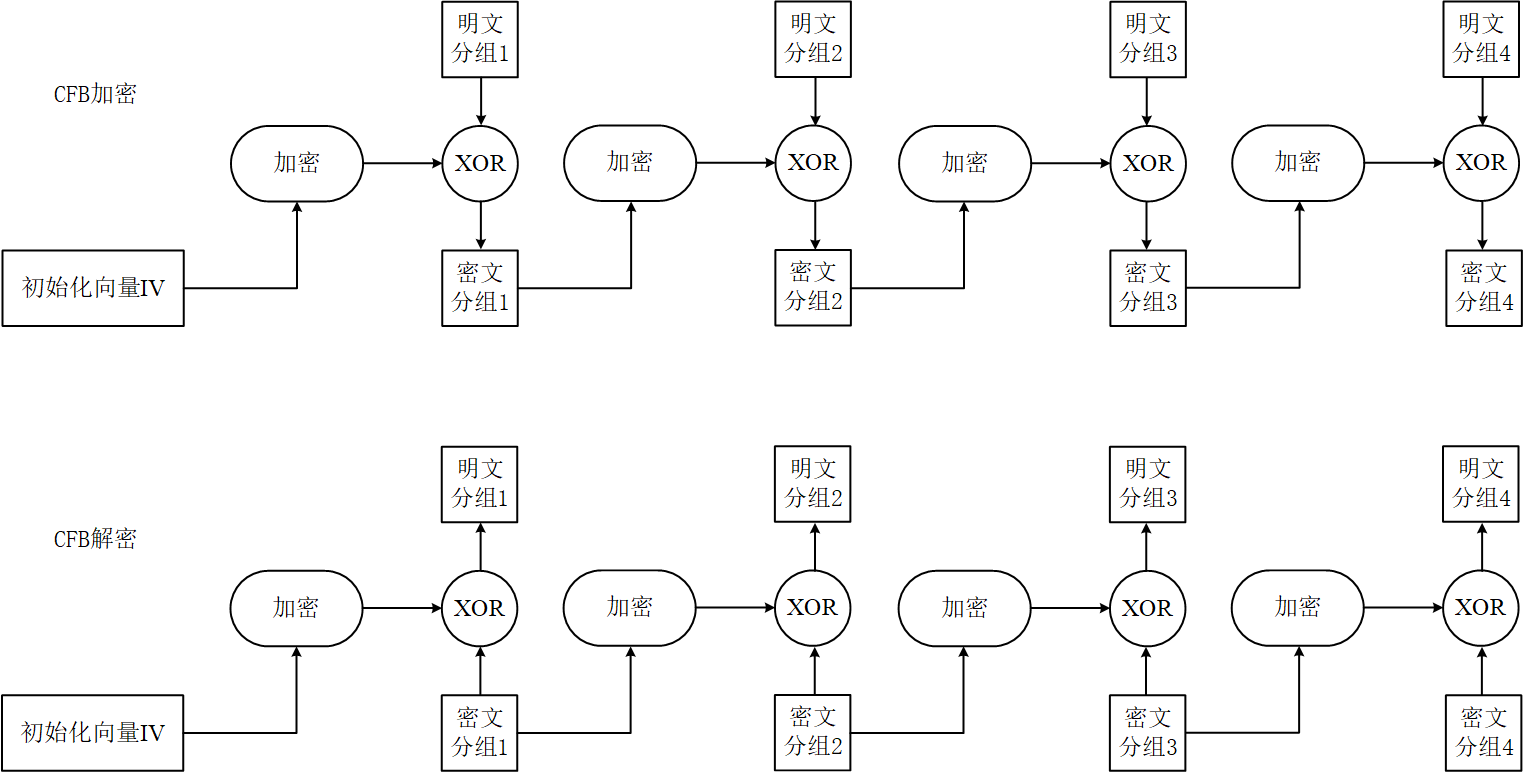 明文
分组1
明文
分组2
明文
分组3
明文
分组4
CFB加密
加密
XOR
加密
XOR
加密
XOR
加密
XOR
初始化向量IV
密文
分组1
密文
分组2
密文
分组3
密文
分组4
明文
分组1
明文
分组2
明文
分组3
明文
分组4
CFB解密
加密
XOR
加密
XOR
加密
XOR
加密
XOR
初始化向量IV
密文
分组1
密文
分组2
密文
分组3
密文
分组4